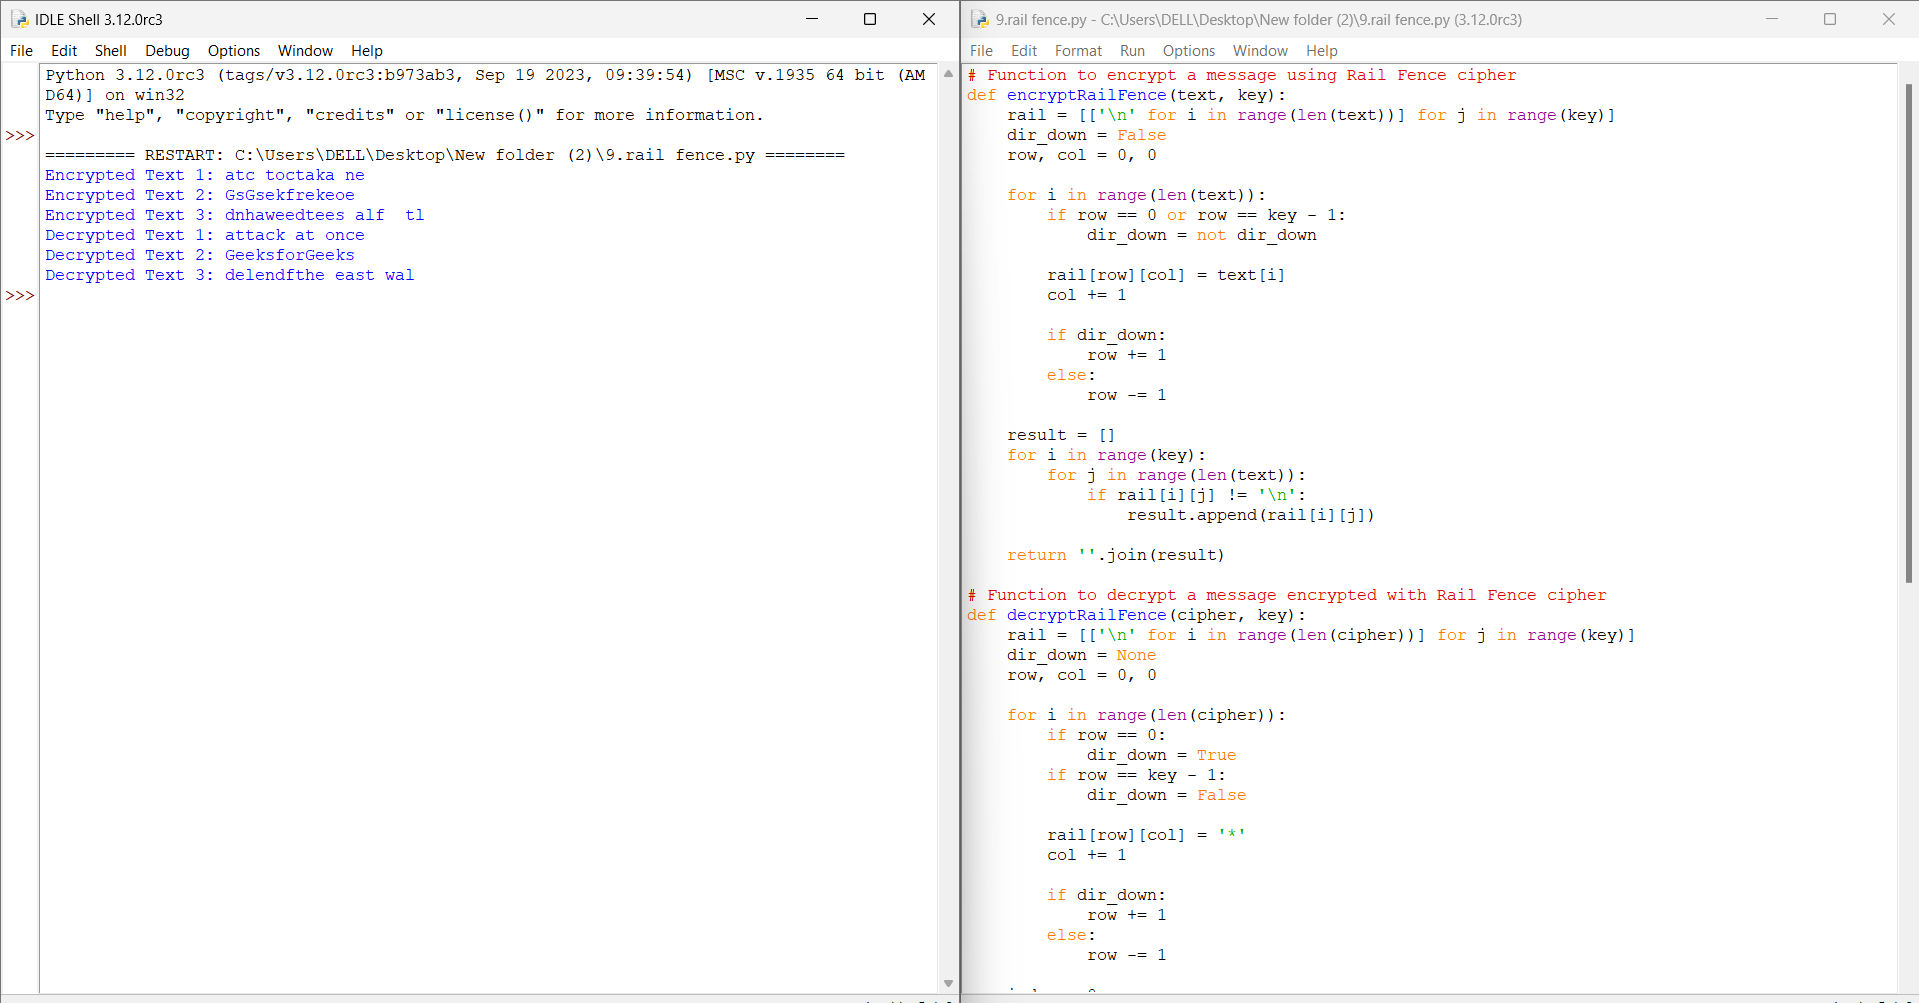 IDLE Shell 3.12.0rc3
File Edit Shell Debug Options Window Help
Python 3.12.0rc3 (tags/v3.12.0rc3:b973ab3, Sep 19 2023, 09:39:54) [MSC v.1935 64 bit (AM
D64)] on win32
Type "help", "copyright", "credits" or "license()" for more information.
>>>
========= RESTART: C:\Users\DELL\Desktop\New folder (2)\9.rail fence.py ========
Encrypted Text 1: atc toctaka ne
Encrypted Text 2: GsGsekfrekeoe
Encrypted Text 3: dnhaweedtees alf  tl
Decrypted Text 1: attack at once
Decrypted Text 2: GeeksforGeeks
Decrypted Text 3: delendfthe east wal
>>>
9.rail fence.py - C:\Users\DELL\Desktop\New folder (2)\9.rail fence.py (3.12.0rc3)
File Edit Format Run Options Window Help
# Function to encrypt a message using Rail Fence cipher
def encryptRailFence(text, key):
    rail = [['\n' for i in range(len(text))] for j in range(key)]
    dir_down = False
    row, col = 0, 0

    for i in range(len(text)):
        if row == 0 or row == key - 1:
            dir_down = not dir_down

        rail[row][col] = text[i]
        col += 1

        if dir_down:
            row += 1
        else:
            row -= 1

    result = []
    for i in range(key):
        for j in range(len(text)):
            if rail[i][j] != '\n':
                result.append(rail[i][j])

    return ''.join(result)

# Function to decrypt a message encrypted with Rail Fence cipher
def decryptRailFence(cipher, key):
    rail = [['\n' for i in range(len(cipher))] for j in range(key)]
    dir_down = None
    row, col = 0, 0

    for i in range(len(cipher)):
        if row == 0:
            dir_down = True
        if row == key - 1:
            dir_down = False

        rail[row][col] = '*'
        col += 1

        if dir_down:
            row += 1
        else:
            row -= 1